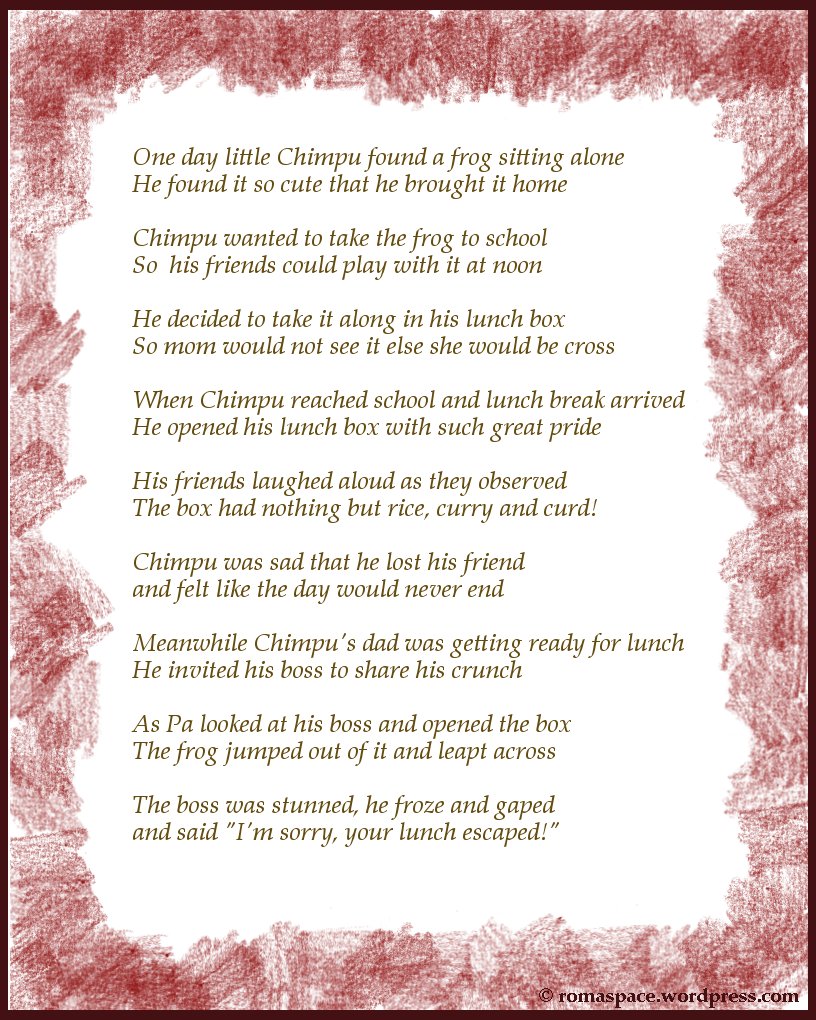 One day little Chimpu found a frog sitting alone
He found it so cute that he brought it home
Chimpu wanted to take the frog to school
So  his friends could play with it at noon
He decided to take it along in his lunch box
So mom would not see it else she would be cross
When Chimpu reached school and lunch break arrived
He opened his lunch box with such great pride
His friends laughed aloud as they observed
The box had nothing but rice, curry and curd!
Chimpu was sad that he lost his friend
and felt like the day would never end
Meanwhile Chimpu's dad was getting ready for lunch
He invited his boss to share his crunch
As Pa looked at his boss and opened the box
The frog jumped out of it and leapt across
The boss was stunned, he froze and gaped
and said "I'm sorry, your lunch escaped!"
© romaspace.wordpress.com